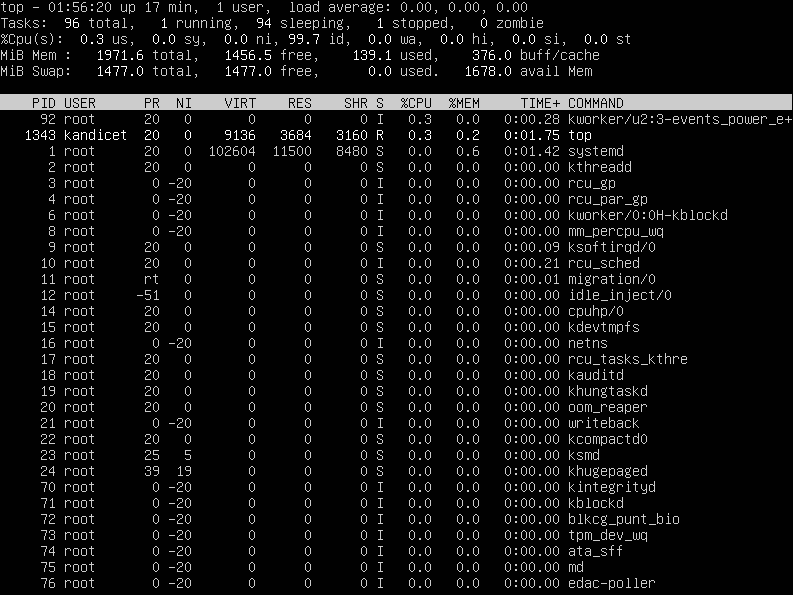 top - 01:56:20 up 17 min,  1 user,  load average: 0.00, 0.00, 0.00
Tasks:  96 total,   1 running,  94 sleeping,   1 stopped,   0 zombie
%Cpu(s):  0.3 us,  0.0 sy,  0.0 ni, 99.7 id,  0.0 wa,  0.0 hi,  0.0 si,  0.0 st
MiB Mem :   1971.6 total,   1456.5 free,    139.1 used,    376.0 buff/cache
MiB Swap:   1477.0 total,   1477.0 free,      0.0 used.   1678.0 avail Mem
PID USER      PR  NI    VIRT    RES    SHR S  %CPU  %MEM     TIME+ COMMAND
92 root      20   0       0      0      0 I   0.3   0.0   0:00.28 kworker/u2:3-events_power_e+
1343 kandicet  20   0    9136   3684   3160 R   0.3   0.2   0:01.75 top
1 root      20   0  102604  11500   8480 S   0.0   0.6   0:01.42 systemd
2 root      20   0       0      0      0 S   0.0   0.0   0:00.00 kthreadd
3 root       0 -20       0      0      0 I   0.0   0.0   0:00.00 rcu_gp
4 root       0 -20       0      0      0 I   0.0   0.0   0:00.00 rcu_par_gp
6 root       0 -20       0      0      0 I   0.0   0.0   0:00.00 kworker/0:0H-kblockd
8 root       0 -20       0      0      0 I   0.0   0.0   0:00.00 mm_percpu_wq
9 root      20   0       0      0      0 S   0.0   0.0   0:00.09 ksoftirqd/0
10 root      20   0       0      0      0 I   0.0   0.0   0:00.21 rcu_sched
11 root      rt   0       0      0      0 S   0.0   0.0   0:00.01 migration/0
12 root     -51   0       0      0      0 S   0.0   0.0   0:00.00 idle_inject/0
14 root      20   0       0      0      0 S   0.0   0.0   0:00.00 cpuhp/0
15 root      20   0       0      0      0 S   0.0   0.0   0:00.00 kdevtmpfs
16 root       0 -20       0      0      0 I   0.0   0.0   0:00.00 netns
17 root      20   0       0      0      0 S   0.0   0.0   0:00.00 rcu_tasks_kthre
18 root      20   0       0      0      0 S   0.0   0.0   0:00.00 kauditd
19 root      20   0       0      0      0 S   0.0   0.0   0:00.00 khungtaskd
20 root      20   0       0      0      0 S   0.0   0.0   0:00.00 oom_reaper
21 root       0 -20       0      0      0 I   0.0   0.0   0:00.00 writeback
22 root      20   0       0      0      0 S   0.0   0.0   0:00.00 kcompactd0
23 root      25   5       0      0      0 S   0.0   0.0   0:00.00 ksmd
24 root      39  19       0      0      0 S   0.0   0.0   0:00.00 khugepaged
70 root       0 -20       0      0      0 I   0.0   0.0   0:00.00 kintegrityd
71 root       0 -20       0      0      0 I   0.0   0.0   0:00.00 kblockd
72 root       0 -20       0      0      0 I   0.0   0.0   0:00.00 blkcg_punt_bio
73 root       0 -20       0      0      0 I   0.0   0.0   0:00.00 tpm_dev_wq
74 root       0 -20       0      0      0 I   0.0   0.0   0:00.00 ata_sff
75 root       0 -20       0      0      0 I   0.0   0.0   0:00.00 md
76 root       0 -20       0      0      0 I   0.0   0.0   0:00.00 edac-poller